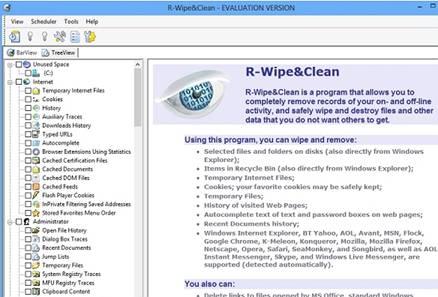 R-Wipe&Clean - EVALUATION VERSION
View Scheduler Tools Help
BarView TreeView
Unused Space
(C:)
Internet
Temporary Internet Files
Cookies
History
Auxiliary Traces
Downloads History
Typed URLs
Autocomplete
Browser Extensions Using Statistics
Cached Certification Files
Cached Documents
Cached DOM Files
Cached Feeds
Flash Player Cookies
InPrivate Filtering Saved Addresses
Stored Favorites Menu Order
Administrator
Open File History
Dialog Box Traces
Recent Documents
Jump Lists
Temporary Files
System Registry Traces
MFU Registry Traces
Clipboard Content
R-Wipe&Clean
R-Wipe&Clean is a program that allows you to
completely remove records of your on- and off-line
activity, and safely wipe and destroy files and other
data that you do not want others to get.
Using this program, you can wipe and remove:
Selected files and folders on disks (also directly from Windows
Explorer);
Items in Recycle Bin (also directly from Windows Explorer);
Temporary Internet Files;
Cookies; your favorite cookies may be safely kept;
Temporary Files;
History of visited Web Pages;
Autocomplete text of text and password boxes on web pages;
Recent Documents history;
Windows Internet Explorer, BT Yahoo, AOL, Avant, MSN, Flock,
Google Chrome, K-Meleon, Konqueror, Mozilla, Mozilla Firefox,
Netscape, Opera, Safari, SeaMonkey, and Songbird, as well as AOL
Instant Messenger, Skype, and Windows Live Messenger, are
supported (detected automatically).
You also can:
Delete links to files opened by MS Office, standard Windows